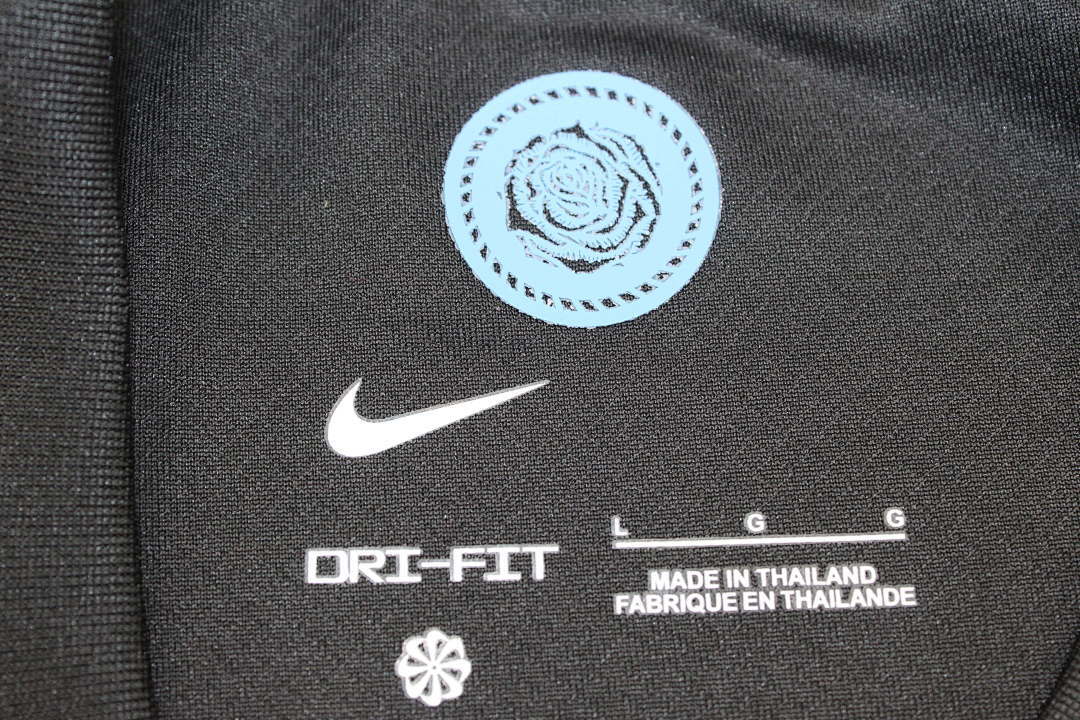 L G G
DRI-FIT
MADE IN THAILAND
FABRIQUE EN THAILANDE